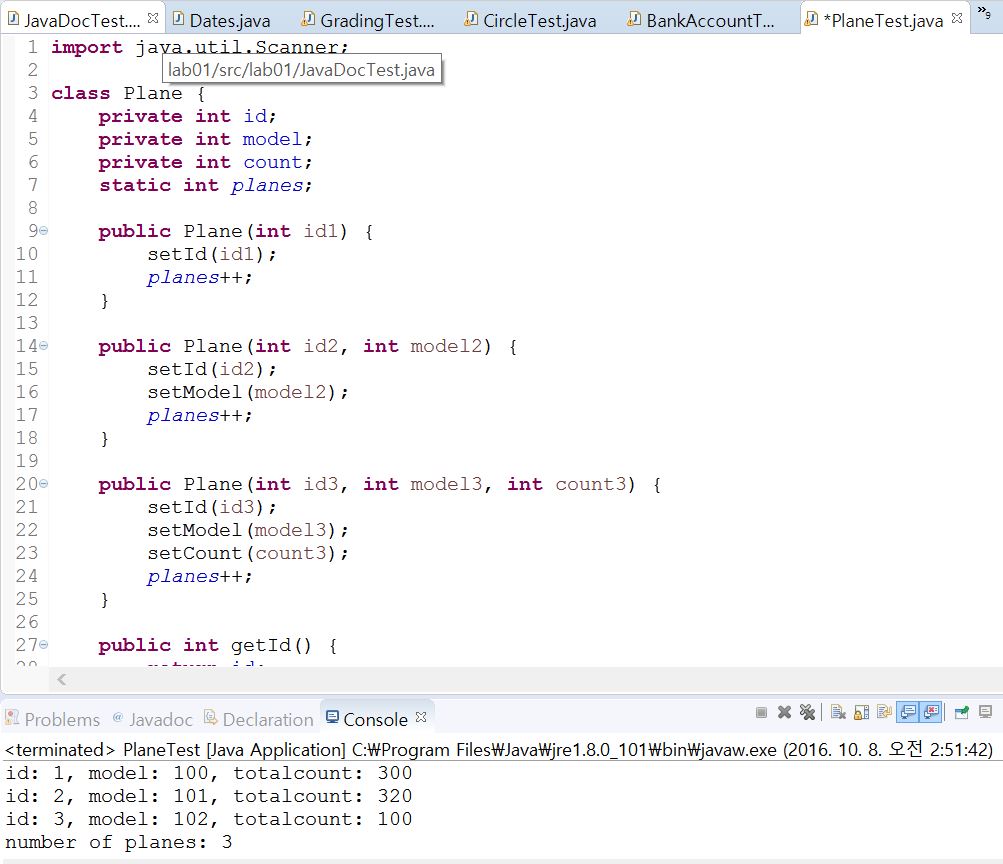 JavaDocTest.... Dates.java GradingTest.... CircleTest.java BankAccountT... *PlaneTest.java »9
1 import java.util.Scanner;
2 lab01/src/lab01/JavaDocTest.java
3 class Plane {
4 private int id;
5 private int model;
6 private int count;
7 static int planes;
8
9 public Plane(int id1) {
10 setId(id1);
11 planes++;
12 }
13
14 public Plane(int id2, int model2) {
15 setId(id2);
16 setModel(model2);
17 planes++;
18 }
19
20 public Plane(int id3, int model3, int count3) {
21 setId(id3);
22 setModel(model3);
23 setCount(count3);
24 planes++;
25 }
26
27 public int getId() {
Problems @ Javadoc Declaration Console
<terminated> PlaneTest [Java Application] C:₩Program Files₩Java₩jre1.8.0_101₩bin₩javaw.exe (2016. 10. 8. 오전 2:51:42)
id: 1, model: 100, totalcount: 300
id: 2, model: 101, totalcount: 320
id: 3, model: 102, totalcount: 100
number of planes: 3